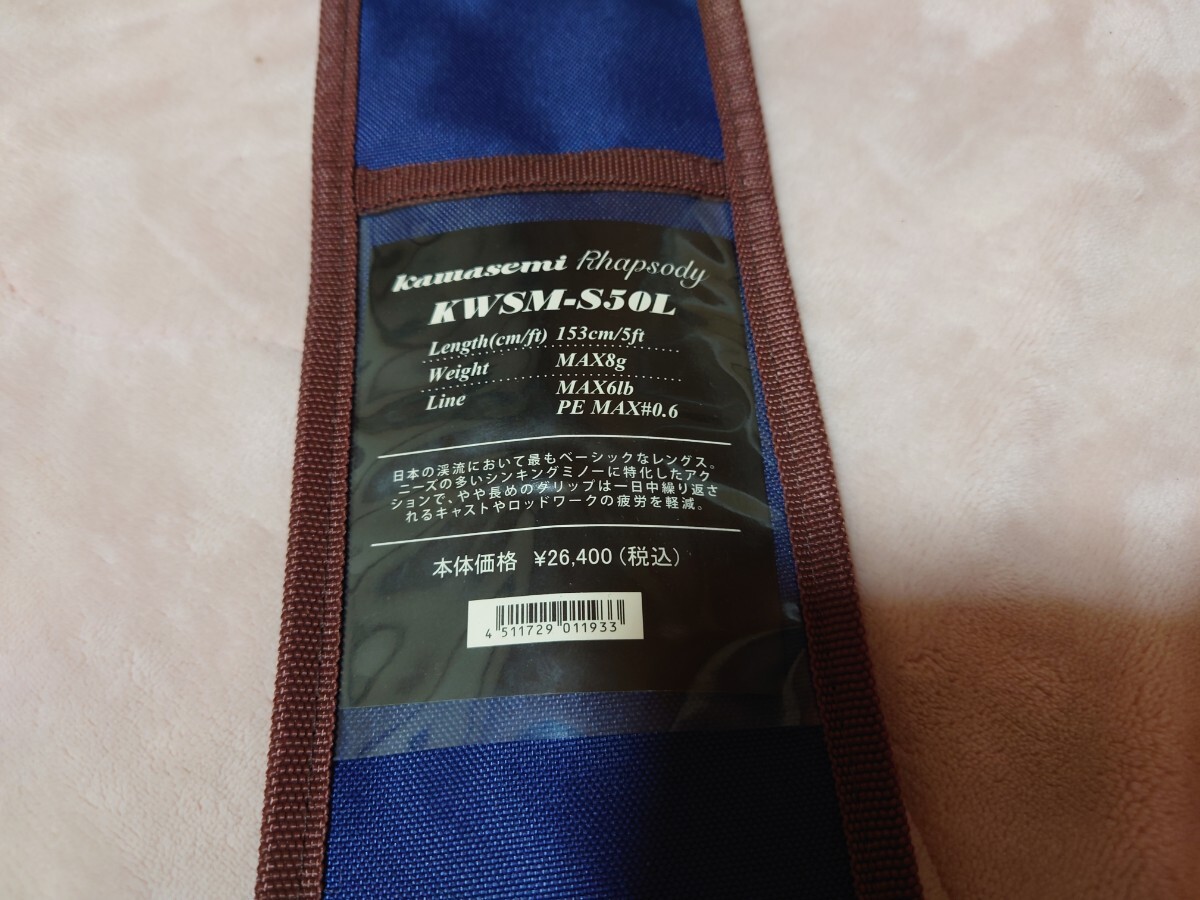 Kawasemi Rhapsody
KWSM-S50L
Length(cm/ft) 153cm/5ft
Weight MAX8g
Line MAX6lb
PE MAX#0.6
日本の渓流において最もベーシックなレングス。
ニーズの多いシンキングミノーに特化したアク
ションで、やや長めのグリップは一日中繰り返さ
れるキャストやロッドワークの疲労を軽減。
本体価格 ¥26,400(税込)
4 511729 011933